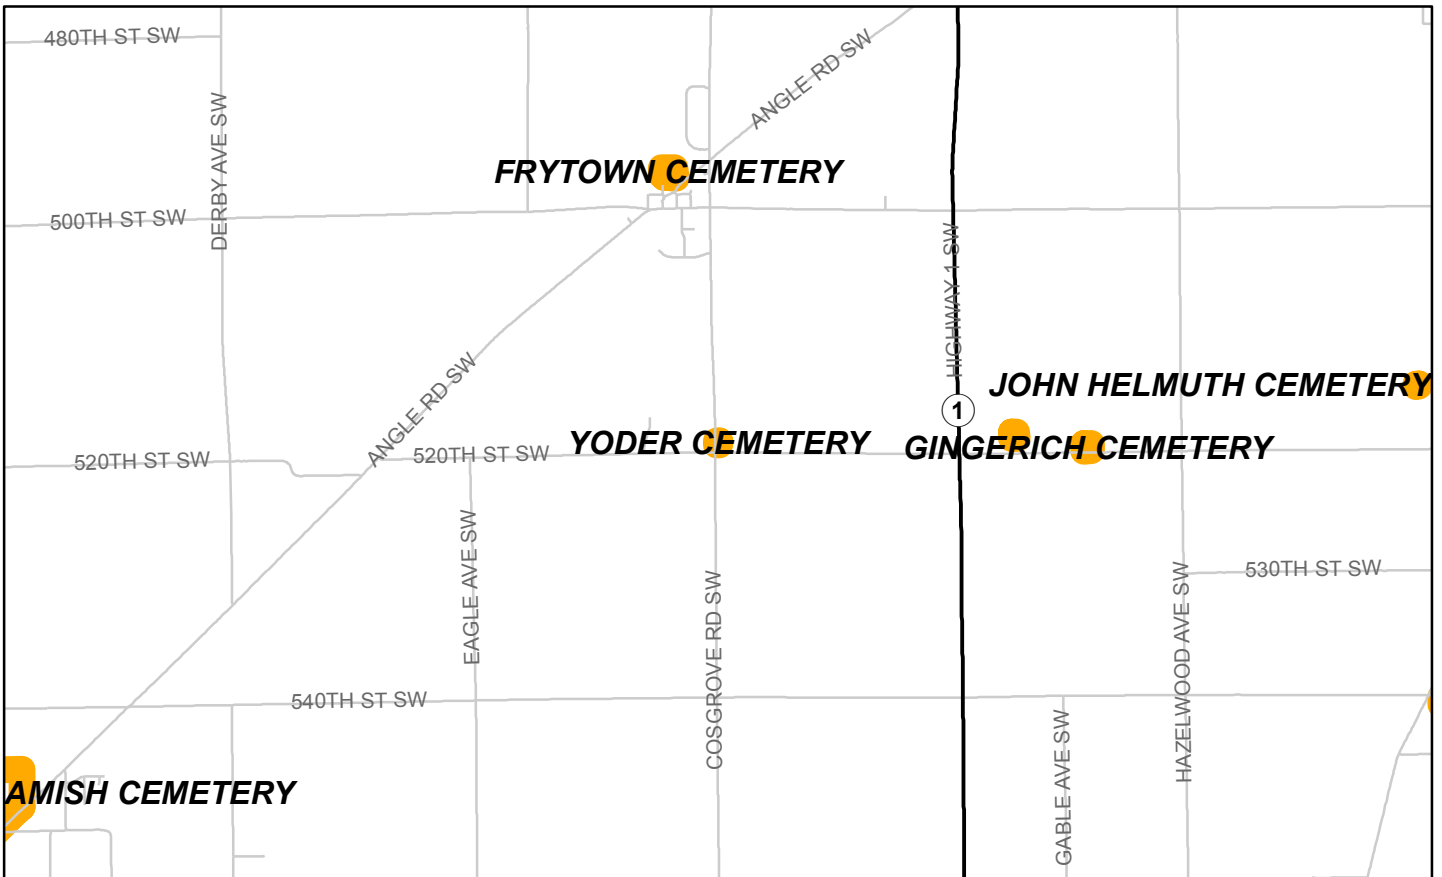 480TH ST SW
ANGLE RD SW
DERBY AVE SW
FRYTOWN CEMETERY
500TH ST SW
HIGHWAY 1 SW
ANGLE RD SW
JOHN HELMUTH CEMETERY
1
YODER CEMETERY
GINGERICH CEMETERY
520TH ST SW
520TH ST SW
EAGLE AVE SW
530TH ST SW
COSGROVE RD SW
HAZELWOOD AVE SW
540TH ST SW
GABLE AVE SW
AMISH CEMETERY